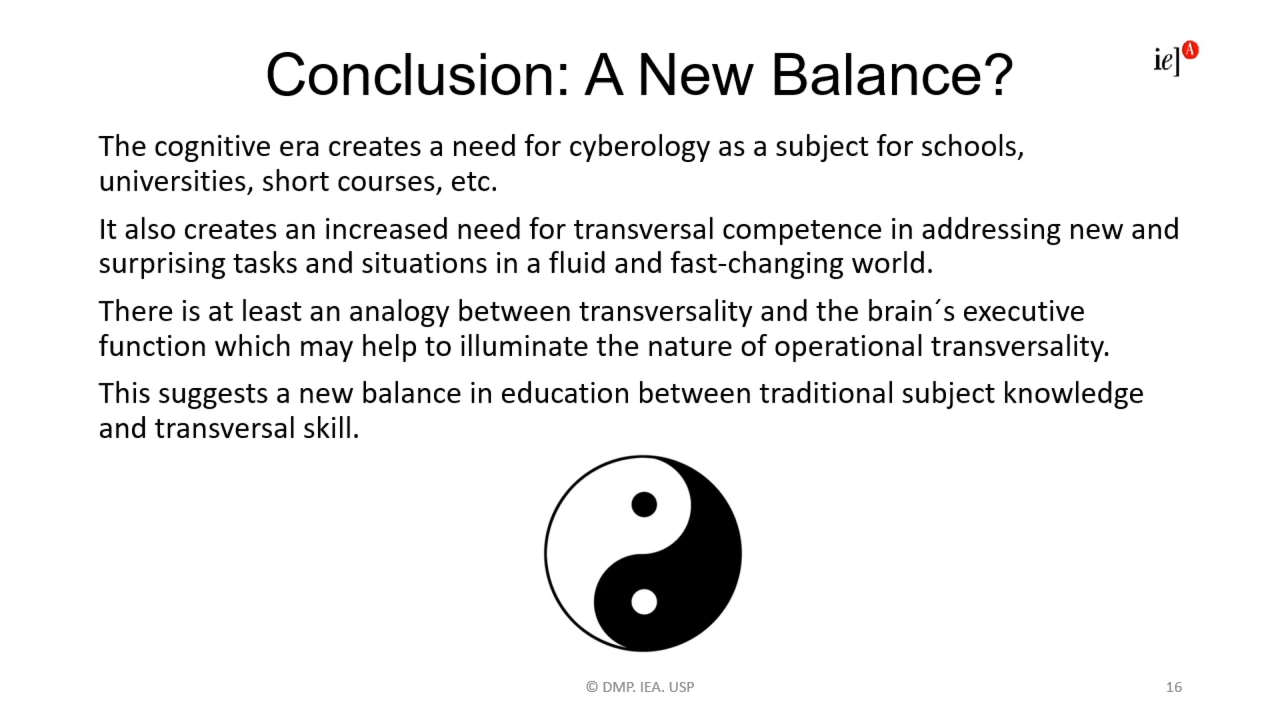 Conclusion: A New Balance?
ie] A
The cognitive era creates a need for cyberology as a subject for schools,
universities, short courses, etc.
It also creates an increased need for transversal competence in addressing new and
surprising tasks and situations in a fluid and fast-changing world.
There is at least an analogy between transversality and the brain´s executive
function which may help to illuminate the nature of operational transversality.
This suggests a new balance in education between traditional subject knowledge
and transversal skill.
© DMP. IEA. USP
16